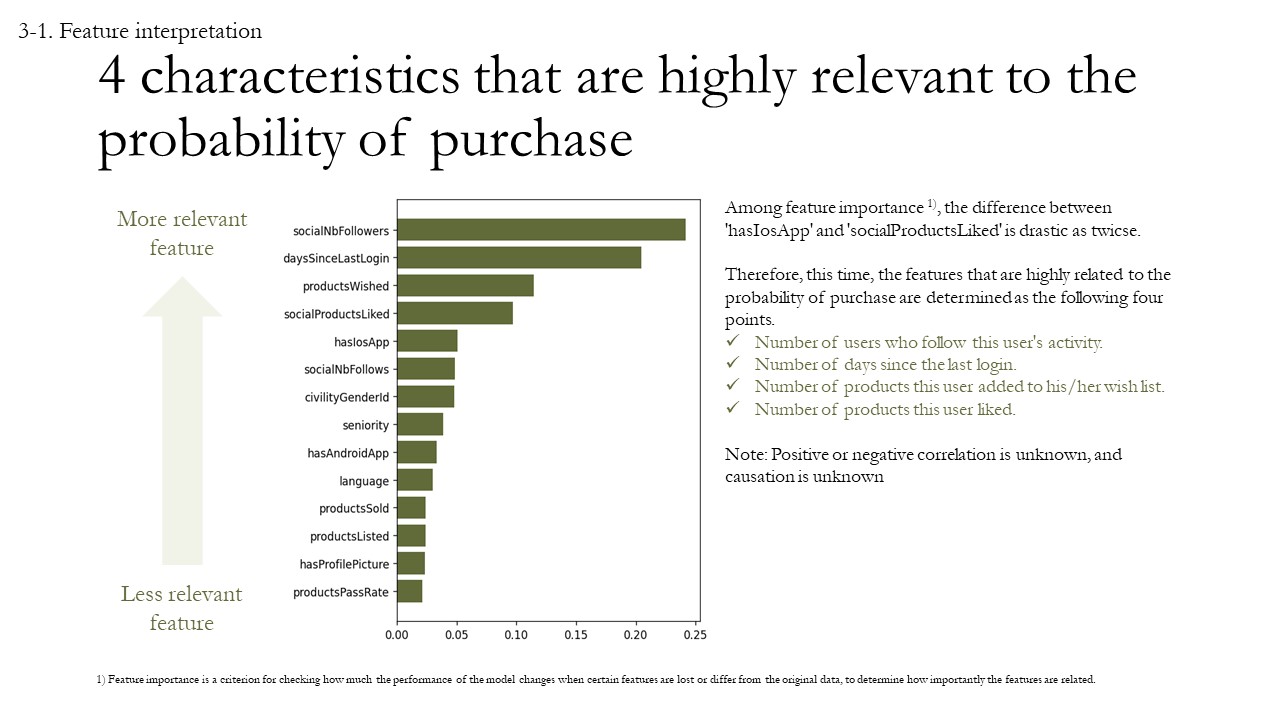 3-1. Feature interpretation
4 characteristics that are highly relevant to the
probability of purchase
More relevant
feature
Less relevant
feature
socialNbFollowers
daysSinceLastLogin
productsWished
socialProductsLiked
hasIosApp
socialNbFollows
civilityGenderId
seniority
hasAndroidApp
language
productsSold
productsListed
hasProfilePicture
productsPassRate
0.00 0.05 0.10 0.15 0.20 0.25
Among feature importance 1), the difference between
'hasIosApp' and 'socialProductsLiked' is drastic as twicse.
Therefore, this time, the features that are highly related to the
probability of purchase are determined as the following four
points.
✓ Number of users who follow this user's activity.
✓ Number of days since the last login.
✓ Number of products this user added to his/her wish list.
✓ Number of products this user liked.
Note: Positive or negative correlation is unknown, and
causation is unknown
1) Feature importance is a criterion for checking how much the performance of the model changes when certain features are lost or differ from the original data, to determine how importantly the features are related.